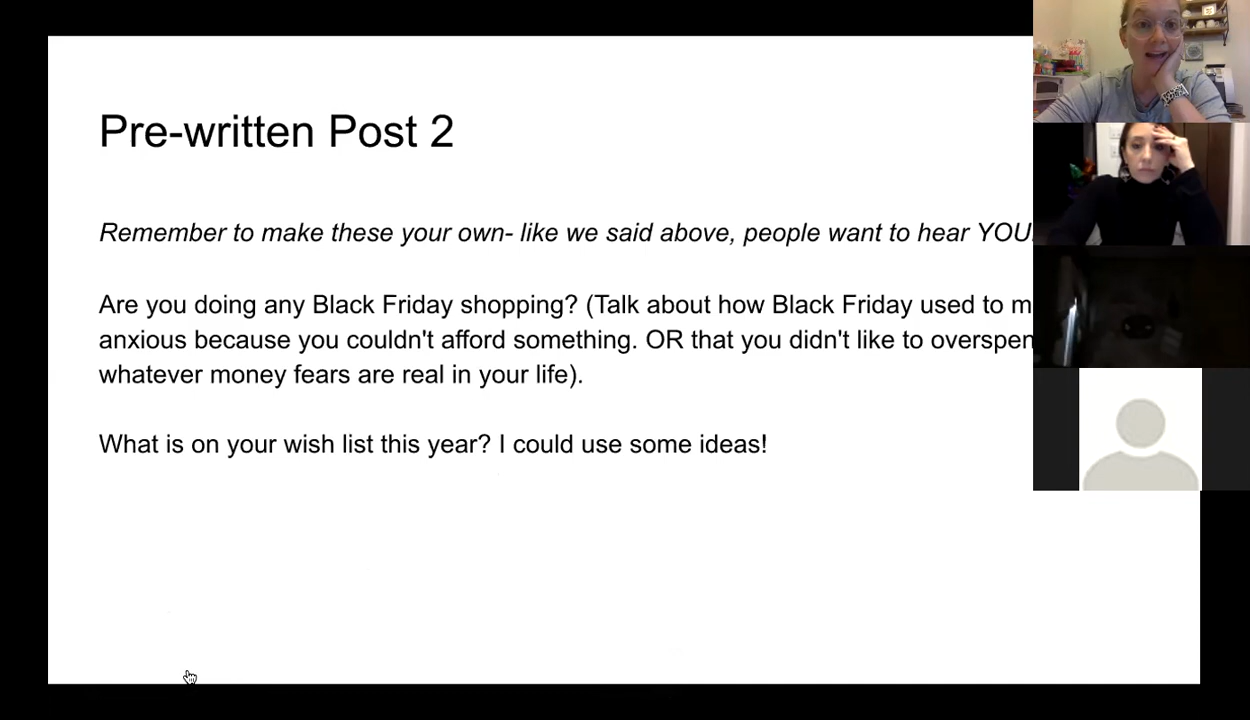 Pre-written Post 2
Remember to make these your own- like we said above, people want to hear YOU
Are you doing any Black Friday shopping? (Talk about how Black Friday used to m
anxious because you couldn't afford something. OR that you didn't like to overspen
whatever money fears are real in your life).
What is on your wish list this year? I could use some ideas!